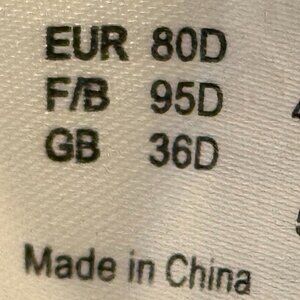 EUR 80D
F/B 95D
GB 36D
Made in China